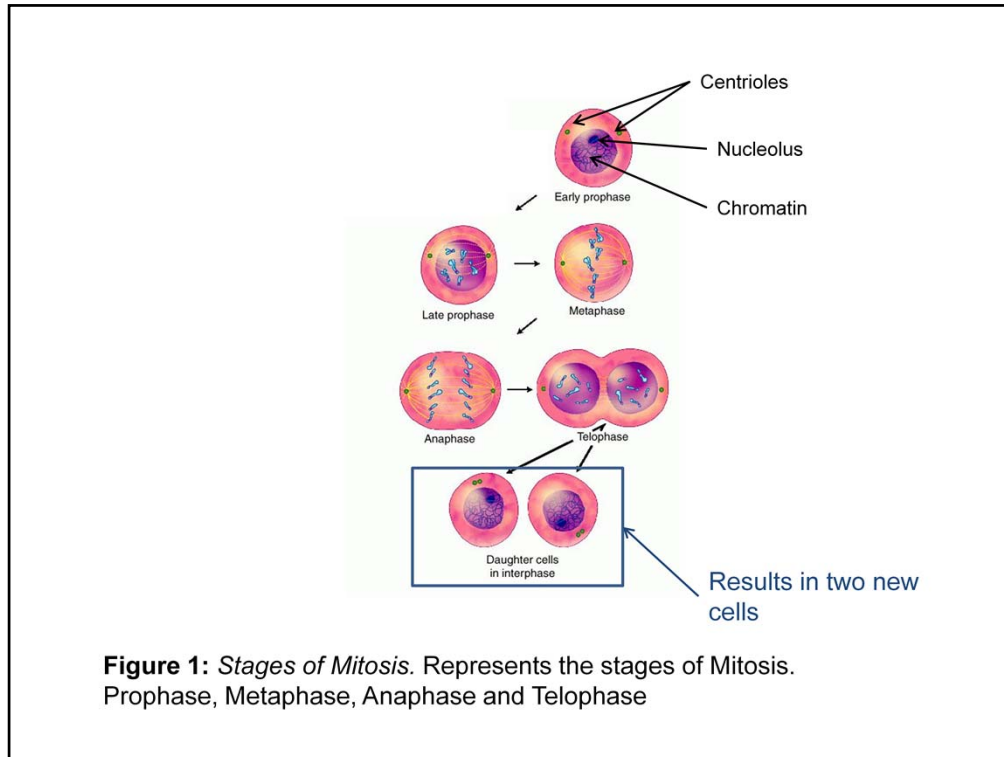 Centrioles
Nucleolus
Chromatin
Early prophase
Late prophase
Metaphase
Anaphase
Telophase
Daughter cells
in interphase
Results in two new
cells
Figure 1: Stages of Mitosis. Represents the stages of Mitosis.
Prophase, Metaphase, Anaphase and Telophase